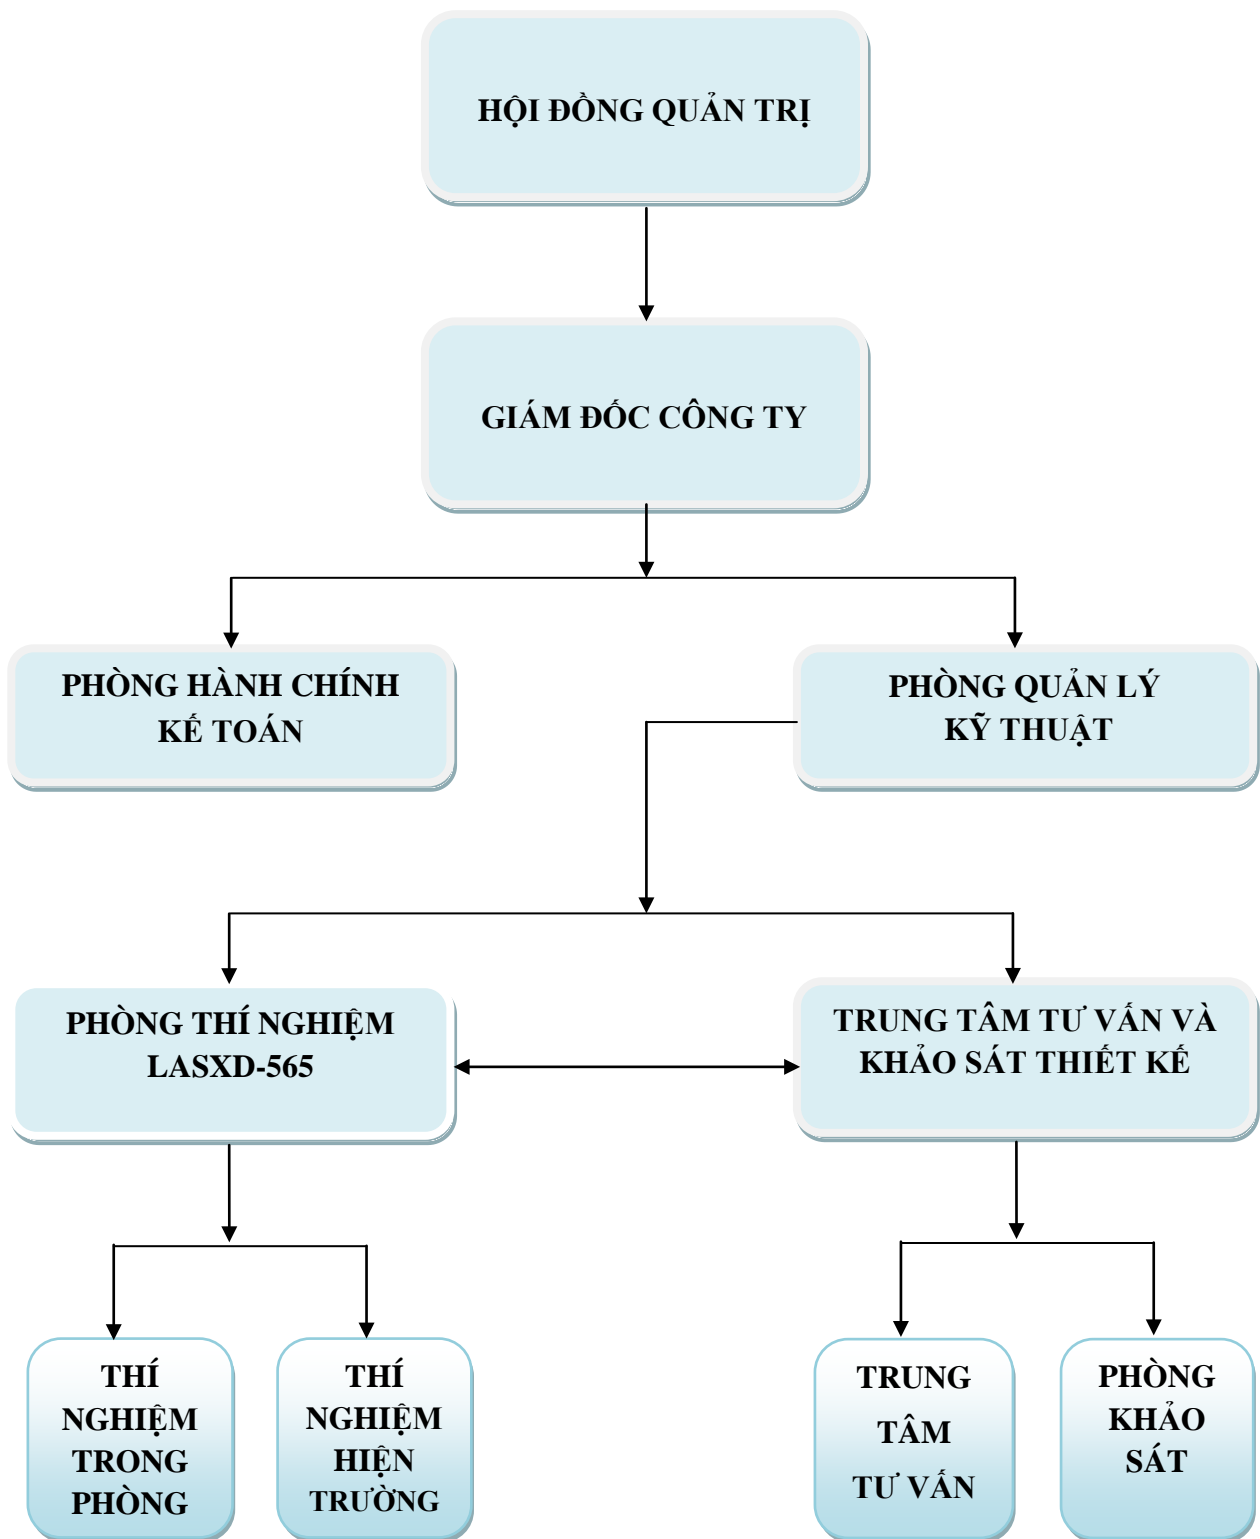 HỘI ĐỒNG QUẢN TRỊ
GIÁM ĐỐC CÔNG TY
PHÒNG HÀNH CHÍNH
KẾ TOÁN
PHÒNG QUẢN LÝ
KỸ THUẬT
PHÒNG THÍ NGHIỆM
LASXD-565
TRUNG TÂM TƯ VẤN VÀ
KHẢO SÁT THIẾT KẾ
THÍ
NGHIỆM
TRONG
PHÒNG
THÍ
NGHIỆM
HIỆN
TRƯỜNG
TRUNG
TÂM
TƯ VẤN
PHÒNG
KHẢO
SÁT